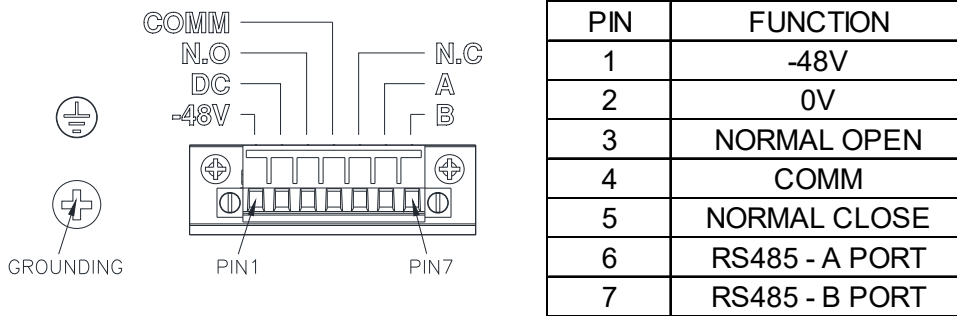 COMM
N.O
DC
-48V
N.C
A
B
GROUNDING
PIN1
PIN7
PIN FUNCTION
1 -48V
2 0V
3 NORMAL OPEN
4 COMM
5 NORMAL CLOSE
6 RS485 - A PORT
7 RS485 - B PORT